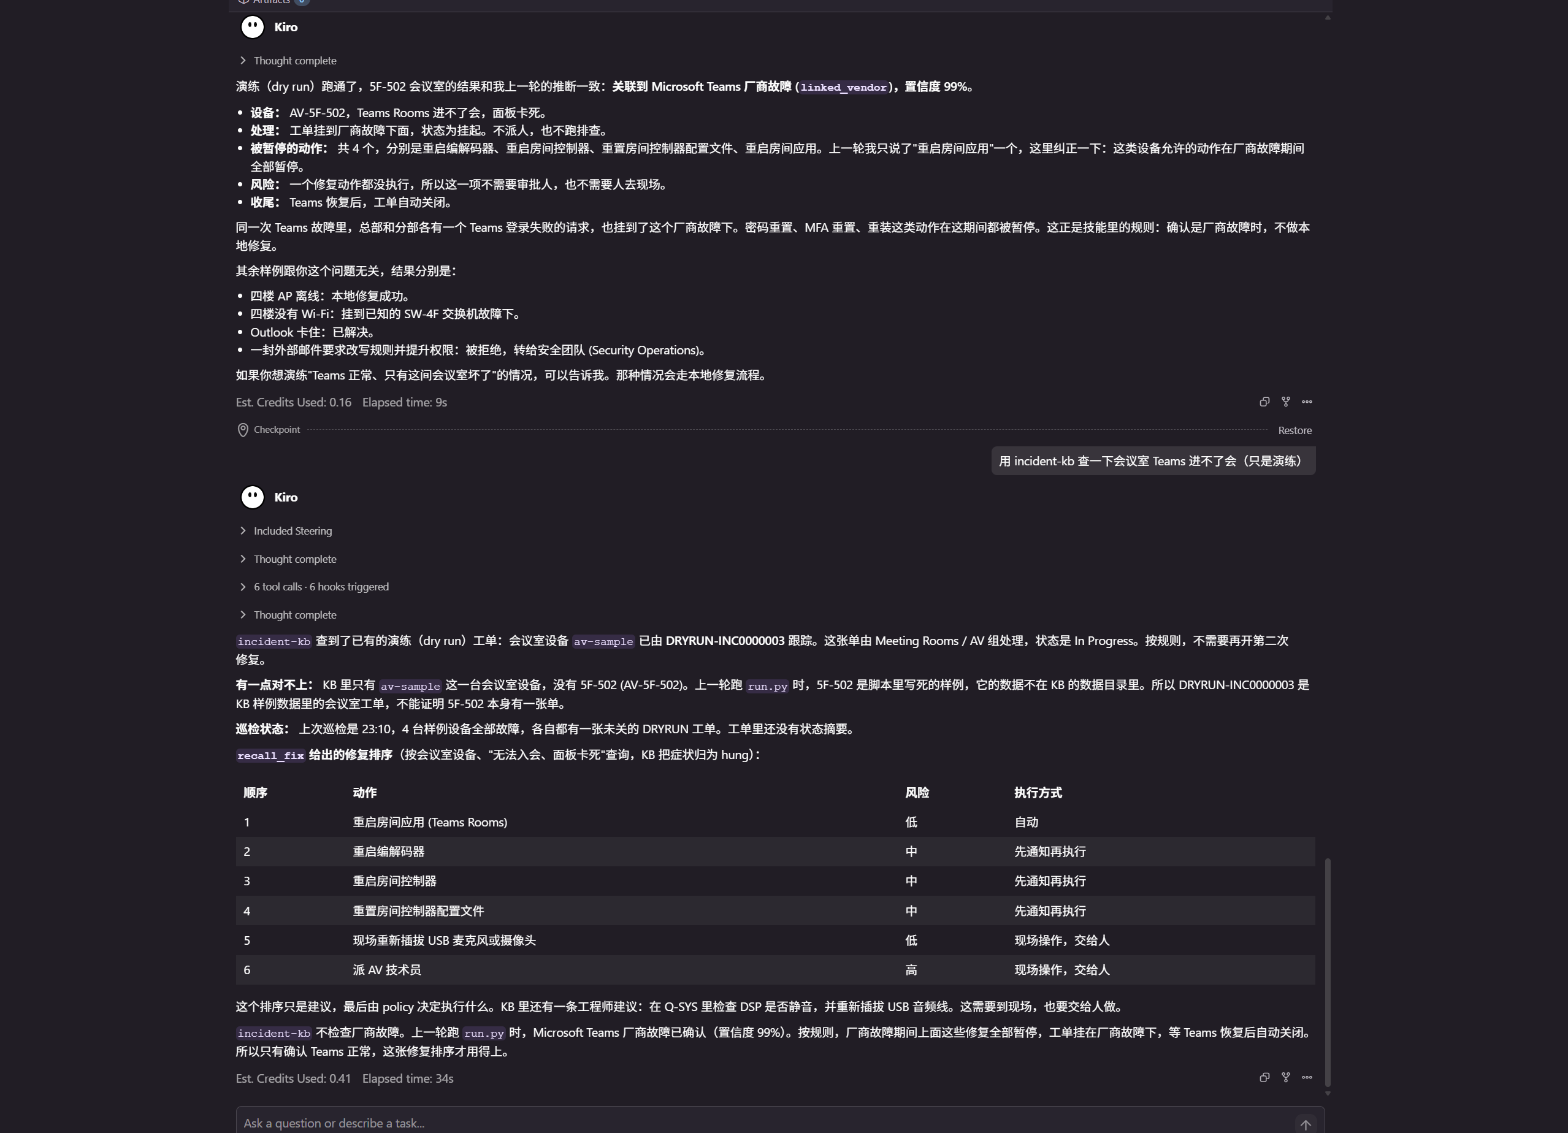 Artifacts
Kiro
Thought complete
演练（dry run）跑通了，5F-502 会议室的结果和我上一轮的推断一致：关联到 Microsoft Teams 厂商故障 (linked_vendor)，置信度 99%。
• 设备： AV-5F-502，Teams Rooms 进不了会，面板卡死。
• 处理： 工单挂到厂商故障下面，状态为挂起。不派人，也不跑排查。
• 被暂停的动作： 共 4 个，分别是重启编解码器、重启房间控制器、重置房间控制器配置文件、重启房间应用。上一轮我只说了"重启房间应用"一个，这里纠正一下：这类设备允许的动作在厂商故障期间
全部暂停。
• 风险： 一个修复动作都没执行，所以这一项不需要审批人，也不需要人去现场。
• 收尾： Teams 恢复后，工单自动关闭。
同一次 Teams 故障里，总部和分部各有一个 Teams 登录失败的请求，也挂到了这个厂商故障下。密码重置、MFA 重置、重装这类动作在这期间都被暂停。这正是技能里的规则：确认是厂商故障时，不做本
地修复。
其余样例跟你这个问题无关，结果分别是：
• 四楼 AP 离线：本地修复成功。
• 四楼没有 Wi-Fi：挂到已知的 SW-4F 交换机故障下。
• Outlook 卡住：已解决。
• 一封外部邮件要求改写规则并提升权限：被拒绝，转给安全团队 (Security Operations)。
如果你想演练"Teams 正常、只有这间会议室坏了"的情况，可以告诉我。那种情况会走本地修复流程。
Est. Credits Used: 0.16 Elapsed time: 9s
Checkpoint Restore
用 incident-kb 查一下会议室 Teams 进不了会（只是演练）
Kiro
Included Steering
Thought complete
6 tool calls · 6 hooks triggered
Thought complete
incident-kb 查到了已有的演练（dry run）工单：会议室设备 av-sample 已由 DRYRUN-INC0000003 跟踪。这张单由 Meeting Rooms / AV 组处理，状态是 In Progress。按规则，不需要再开第二次
修复。
有一点对不上： KB 里只有 av-sample 这一台会议室设备，没有 5F-502 (AV-5F-502)。上一轮跑 run.py 时，5F-502 是脚本里写死的样例，它的数据不在 KB 的数据目录里。所以 DRYRUN-INC0000003 是
KB 样例数据里的会议室工单，不能证明 5F-502 本身有一张单。
巡检状态： 上次巡检是 23:10，4 台样例设备全部故障，各自都有一张未关的 DRYRUN 工单。工单里还没有状态摘要。
recall_fix 给出的修复排序（按会议室设备、"无法入会、面板卡死"查询，KB 把症状归为 hung）：
顺序 动作 风险 执行方式
1 重启房间应用 (Teams Rooms) 低 自动
2 重启编解码器 中 先通知再执行
3 重启房间控制器 中 先通知再执行
4 重置房间控制器配置文件 中 先通知再执行
5 现场重新插拔 USB 麦克风或摄像头 低 现场操作，交给人
6 派 AV 技术员 高 现场操作，交给人
这个排序只是建议，最后由 policy 决定执行什么。KB 里还有一条工程师建议：在 Q-SYS 里检查 DSP 是否静音，并重新插拔 USB 音频线。这需要到现场，也要交给人做。
incident-kb 不检查厂商故障。上一轮跑 run.py 时，Microsoft Teams 厂商故障已确认（置信度 99%）。按规则，厂商故障期间上面这些修复全部暂停，工单挂在厂商故障下，等 Teams 恢复后自动关闭。
所以只有确认 Teams 正常，这张修复排序才用得上。
Est. Credits Used: 0.41 Elapsed time: 34s
Ask a question or describe a task...